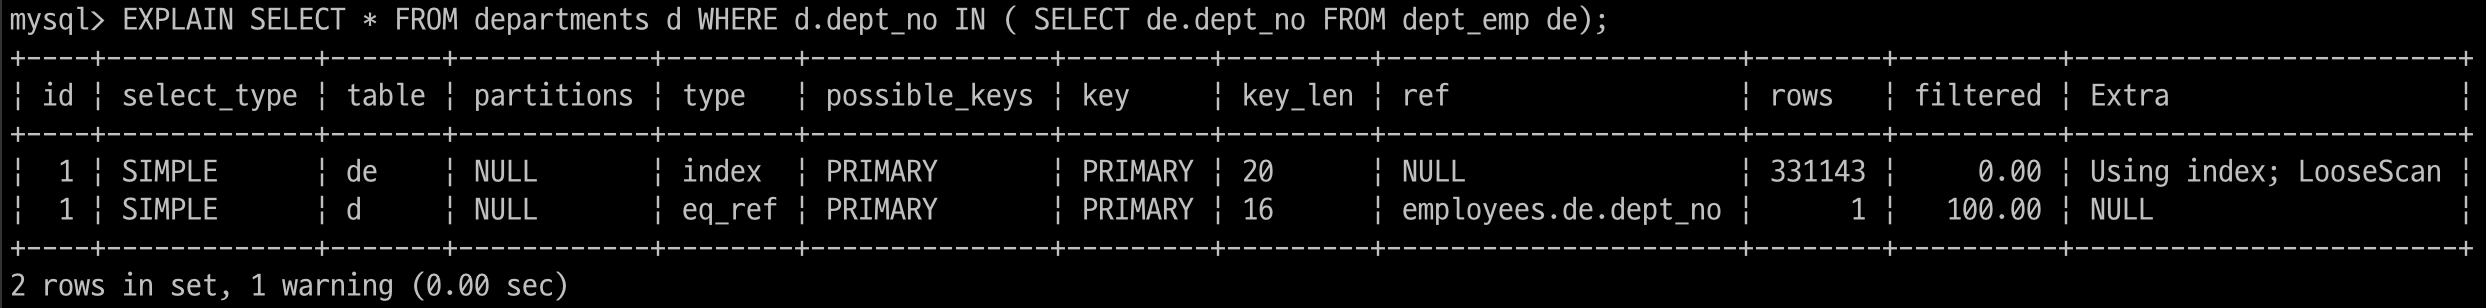 mysql> EXPLAIN SELECT * FROM departments d WHERE d.dept_no IN ( SELECT de.dept_no FROM dept_emp de);
+----+-------------+-------+------------+--------+---------------+---------+---------+----------------------+--------+----------+------------------------+
¦ id ¦ select_type ¦ table ¦ partitions ¦ type   ¦ possible_keys ¦ key     ¦ key_len ¦ ref                  ¦ rows   ¦ filtered ¦ Extra                  ¦
+----+-------------+-------+------------+--------+---------------+---------+---------+----------------------+--------+----------+------------------------+
¦  1 ¦ SIMPLE      ¦ de    ¦ NULL       ¦ index  ¦ PRIMARY       ¦ PRIMARY ¦ 20      ¦ NULL                 ¦ 331143 ¦     0.00 ¦ Using index; LooseScan ¦
¦  1 ¦ SIMPLE      ¦ d     ¦ NULL       ¦ eq_ref ¦ PRIMARY       ¦ PRIMARY ¦ 16      ¦ employees.de.dept_no ¦      1 ¦   100.00 ¦ NULL                   ¦
+----+-------------+-------+------------+--------+---------------+---------+---------+----------------------+--------+----------+------------------------+
2 rows in set, 1 warning (0.00 sec)